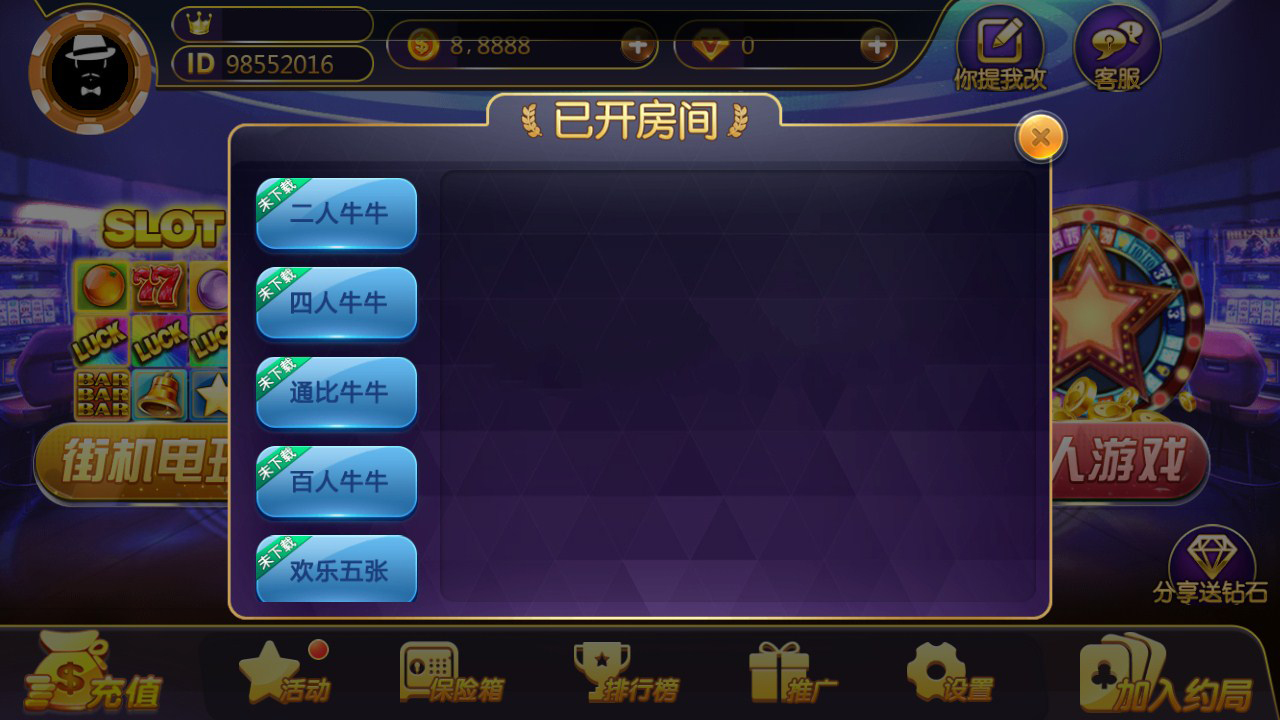 ID 98552016
8,8888
0
你提我改
客服
已开房间
未下载
二人牛牛
未下载
四人牛牛
未下载
通比牛牛
未下载
百人牛牛
未下载
欢乐五张
SLOT
777
LUCK LUCK LUC
BAR
BAR
BAR
街机电玩
人游戏
分享送钻石
充值
活动
保险箱
排行榜
推广
设置
加入约局